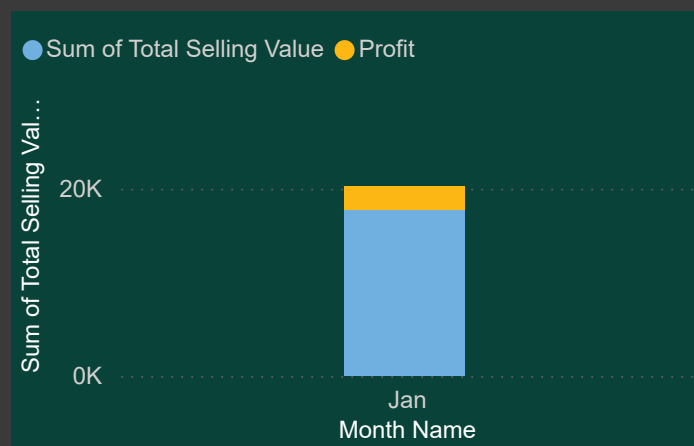 Sum of Total Selling Value Profit
Sum of Total Selling Val...
20K
0K
Jan
Month Name